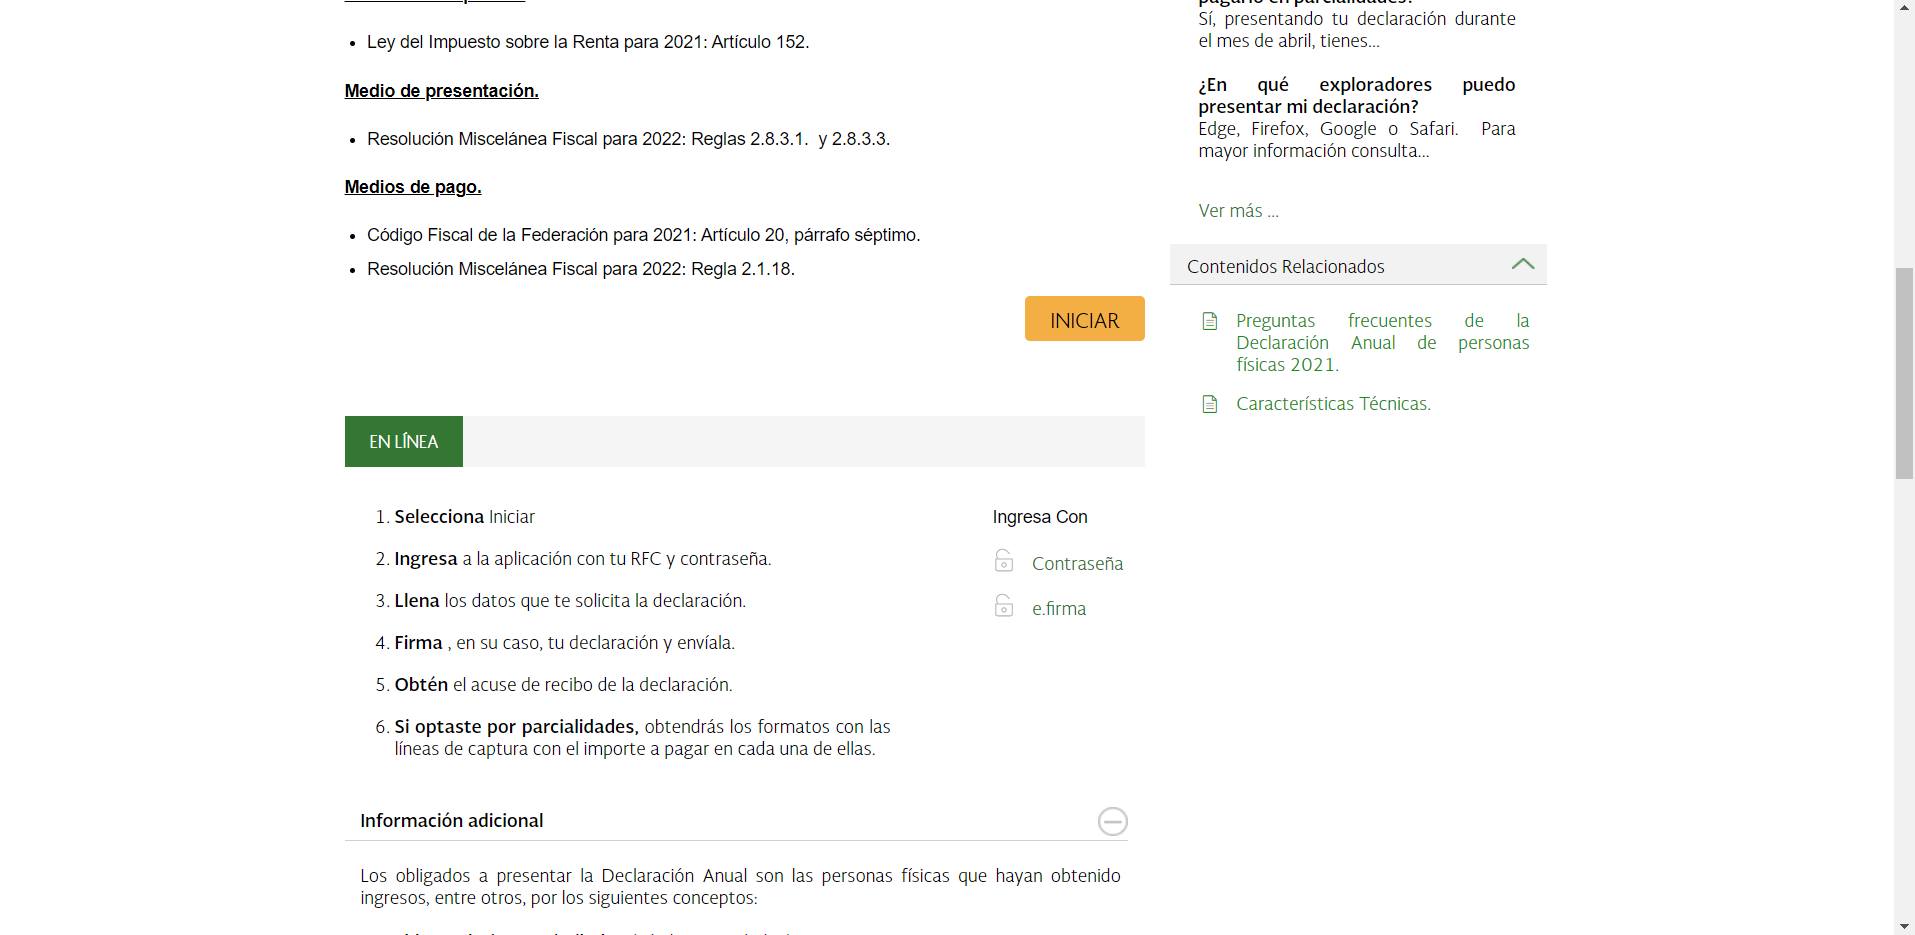 Ley del Impuesto sobre la Renta para 2021: Artículo 152.
Medio de presentación.
Resolución Miscelánea Fiscal para 2022: Reglas 2.8.3.1.  y 2.8.3.3.
Medios de pago.
Código Fiscal de la Federación para 2021: Artículo 20, párrafo séptimo.
Resolución Miscelánea Fiscal para 2022: Regla 2.1.18.
INICIAR
EN LÍNEA
1. Selecciona Iniciar
2. Ingresa a la aplicación con tu RFC y contraseña.
3. Llena los datos que te solicita la declaración.
4. Firma , en su caso, tu declaración y envíala.
5. Obtén el acuse de recibo de la declaración.
6. Si optaste por parcialidades, obtendrás los formatos con las
líneas de captura con el importe a pagar en cada una de ellas.
Ingresa Con
Contraseña
e.firma
Información adicional
Los obligados a presentar la Declaración Anual son las personas físicas que hayan obtenido
ingresos, entre otros, por los siguientes conceptos:
pagarlo en parcialidades?
Sí, presentando tu declaración durante
el mes de abril, tienes...
¿En qué exploradores puedo
presentar mi declaración?
Edge, Firefox, Google o Safari.  Para
mayor información consulta...
Ver más ...
Contenidos Relacionados
Preguntas frecuentes de la
Declaración Anual de personas
físicas 2021.
Características Técnicas.